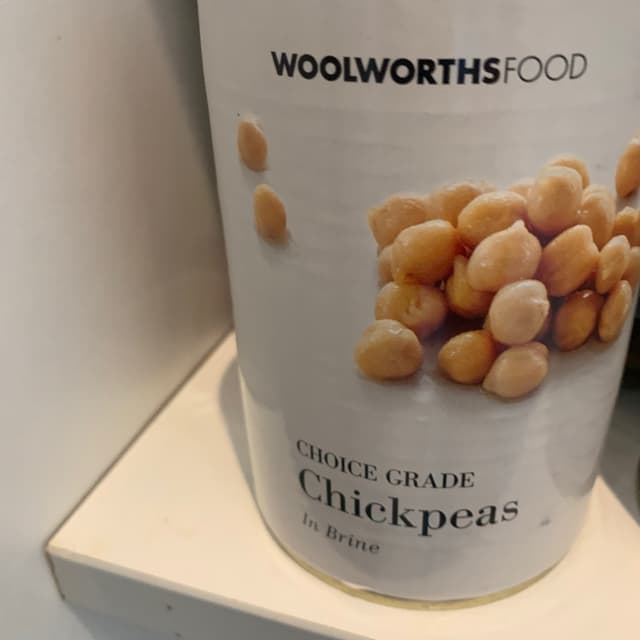 WOOLWORTHSFOOD
CHOICE GRADE
Chickpeas
In Brine